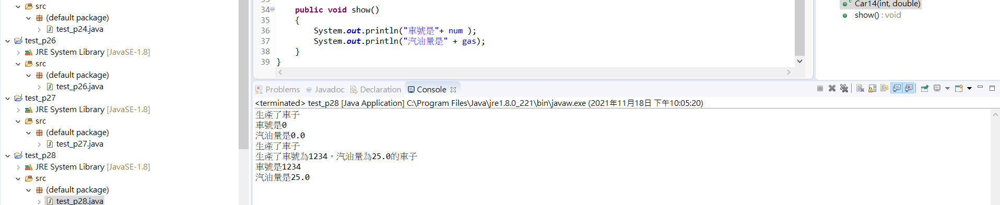 src
(default package)
test_p24.java
test_p26
JRE System Library [JavaSE-1.8]
src
(default package)
test_p26.java
test_p27
JRE System Library [JavaSE-1.8]
src
(default package)
test_p27.java
test_p28
JRE System Library [JavaSE-1.8]
src
(default package)
test_p28.java
34 public void show()
35 {
36 System.out.println("車號是"+ num );
37 System.out.println("汽油量是" + gas);
38 }
39 }
Car14(int, double)
show() : void
Problems @ Javadoc Declaration Console
<terminated> test_p28 [Java Application] C:\Program Files\Java\jre1.8.0_221\bin\javaw.exe (2021年11月18日 下午10:05:20)
生產了車子
車號是0
汽油量是0.0
生產了車子
生產了車號為1234，汽油量為25.0的車子
車號是1234
汽油量是25.0